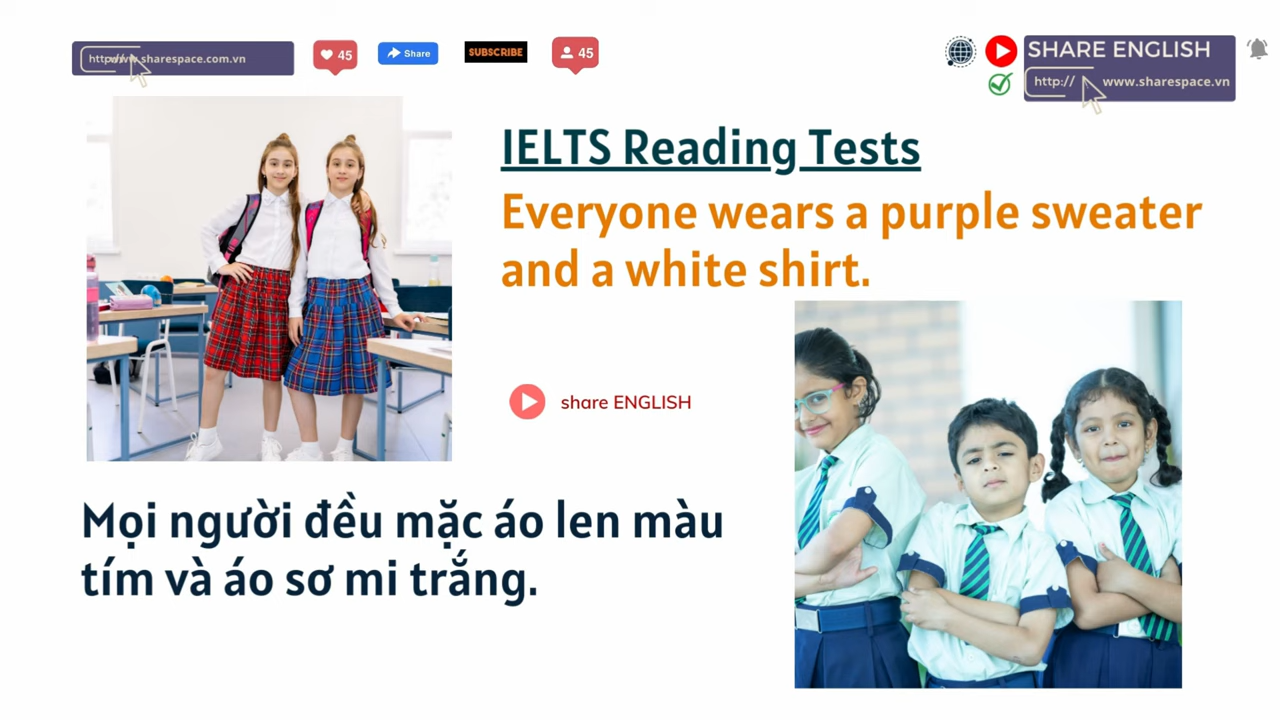 http://www.sharespace.com.vn
45
Share
SUBSCRIBE
45
SHARE ENGLISH
http:// www.sharespace.vn
IELTS Reading Tests
Everyone wears a purple sweater
and a white shirt.
share ENGLISH
Mọi người đều mặc áo len màu
tím và áo sơ mi trắng.